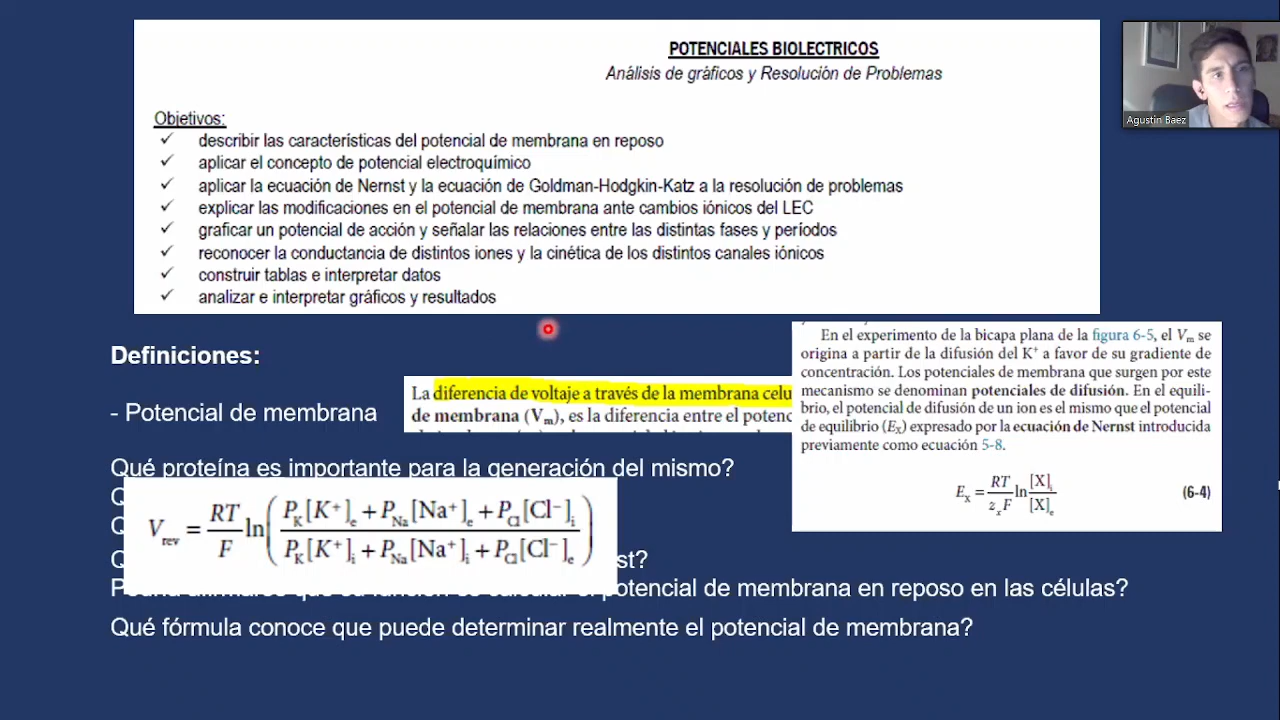 POTENCIALES BIOLECTRICOS
Análisis de gráficos y Resolución de Problemas
Objetivos:
✓ describir las características del potencial de membrana en reposo
✓ aplicar el concepto de potencial electroquímico
✓ aplicar la ecuación de Nernst y la ecuación de Goldman-Hodgkin-Katz a la resolución de problemas
✓ explicar las modificaciones en el potencial de membrana ante cambios iónicos del LEC
✓ graficar un potencial de acción y señalar las relaciones entre las distintas fases y períodos
✓ reconocer la conductancia de distintos iones y la cinética de los distintos canales iónicos
✓ construir tablas e interpretar datos
✓ analizar e interpretar gráficos y resultados
Agustin Baez
Definiciones:
- Potencial de membrana
La diferencia de voltaje a través de la membrana celu
de membrana (Vm), es la diferencia entre el potenc
En el experimento de la bicapa plana de la figura 6-5, el Vm se
origina a partir de la difusión del K⁺ a favor de su gradiente de
concentración. Los potenciales de membrana que surgen por este
mecanismo se denominan potenciales de difusión. En el equili-
brio, el potencial de difusión de un ion es el mismo que el potencial
de equilibrio (EX) expresado por la ecuación de Nernst introducida
previamente como ecuación 5-8.
EX = RT/zxF ln [X]i/[X]e (6-4)
Qué proteína es importante para la generación del mismo?
Vrev = RT/F ln( PK[K⁺]e + PNa[Na⁺]e + PCl[Cl⁻]i / PK[K⁺]i + PNa[Na⁺]i + PCl[Cl⁻]e )
st?
potencial de membrana en reposo en las células?
Qué fórmula conoce que puede determinar realmente el potencial de membrana?